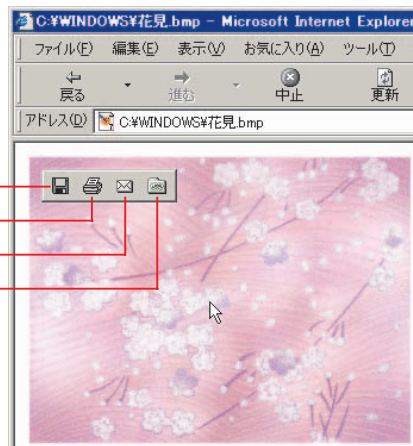 C:¥WINDOWS¥花見.bmp - Microsoft Internet Explorer
ファイル(F) 編集(E) 表示(V) お気に入り(A) ツール(T)
戻る 進む 中止 更新
アドレス(D) C:¥WINDOWS¥花見.bmp